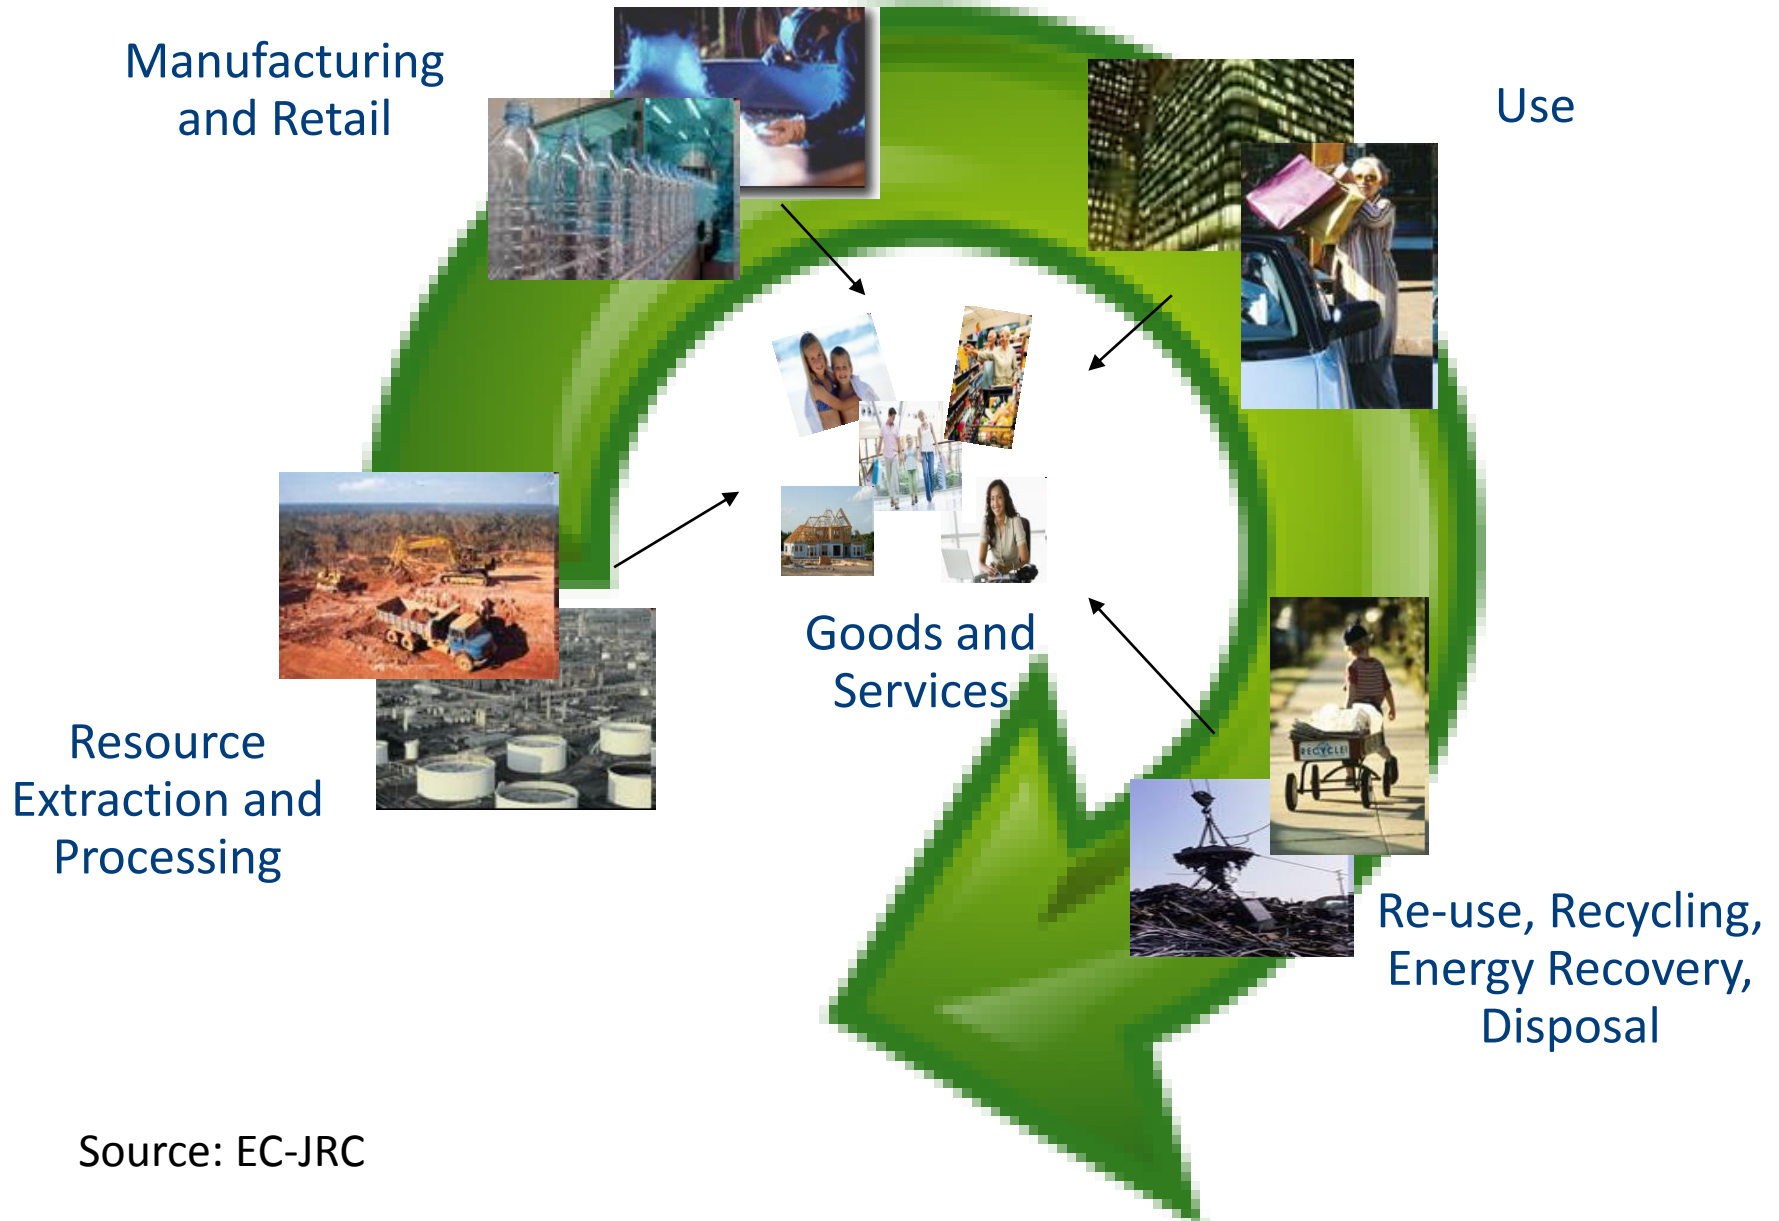 Manufacturing
and Retail
Use
Goods and
Services
RECYCLE!
Resource
Extraction and
Processing
Re-use, Recycling,
Energy Recovery,
Disposal
Source: EC-JRC